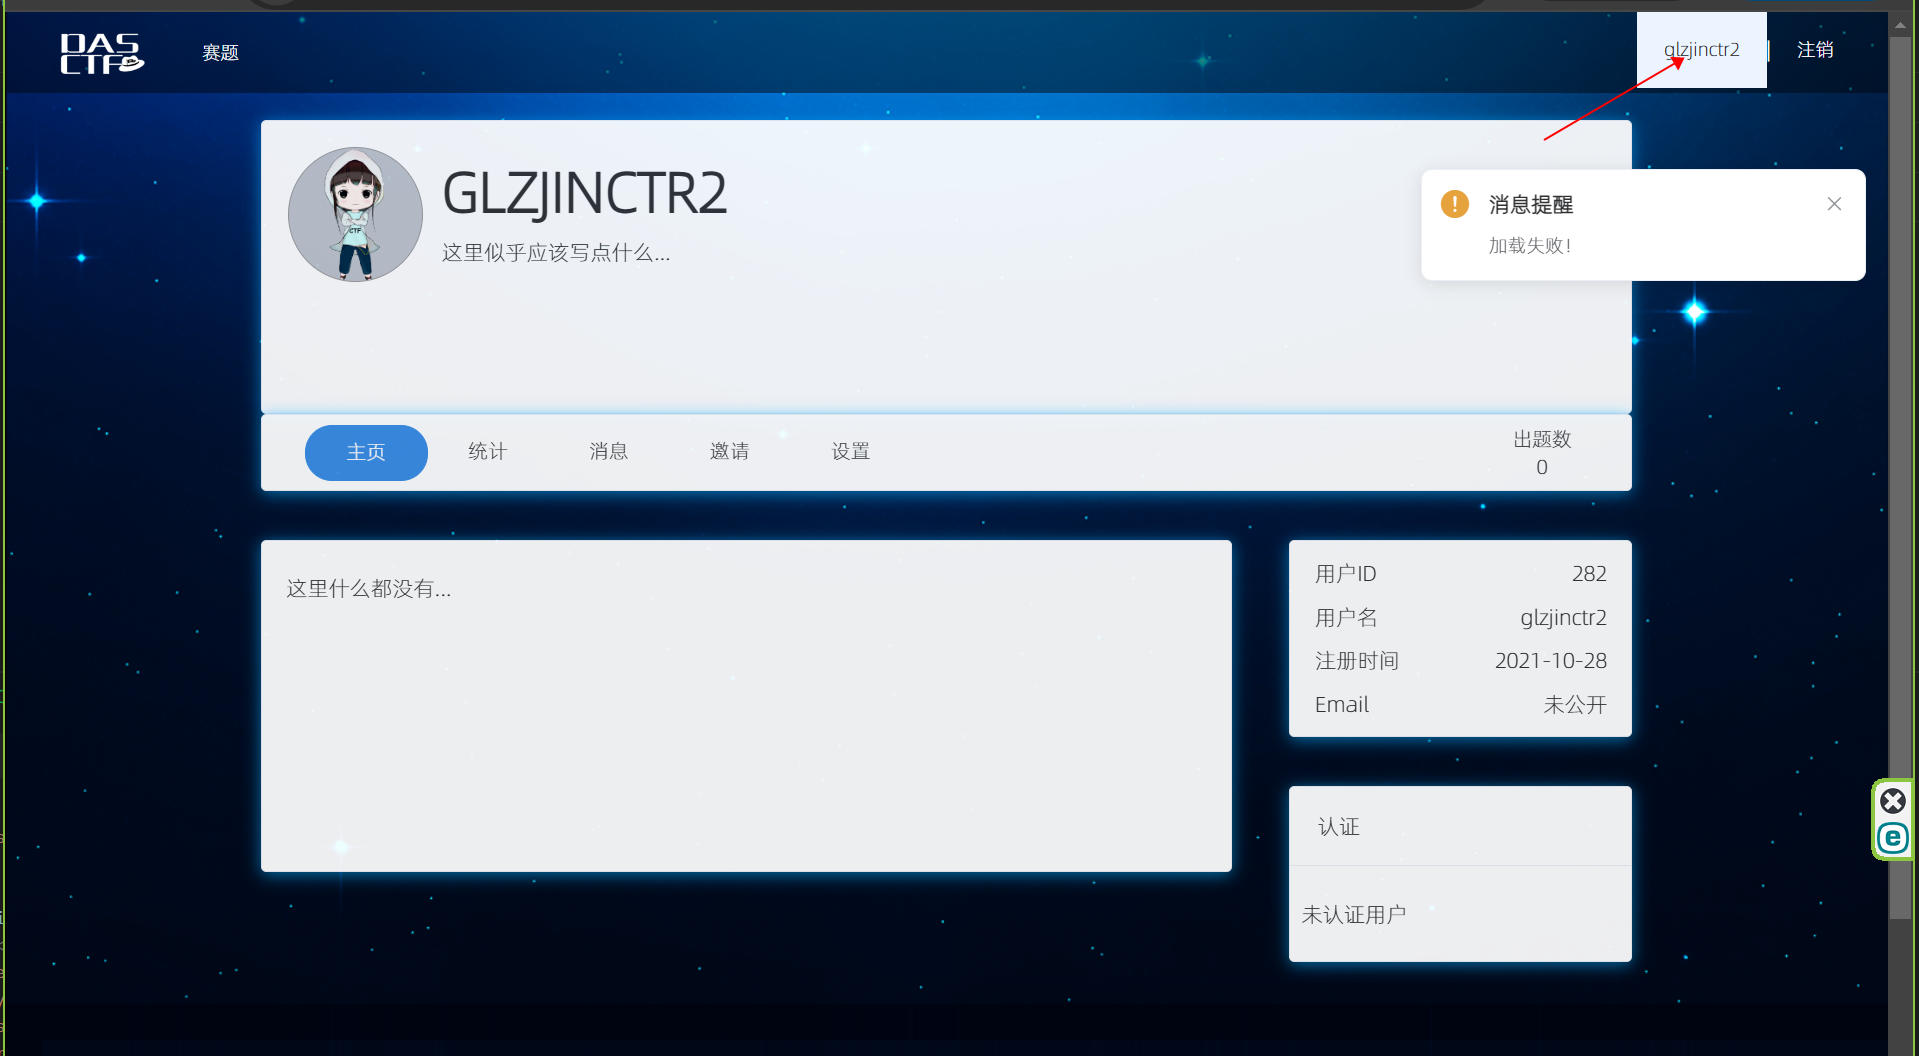 DAS
CTF
赛题
glzjinctr2
注销
GLZJINCTR2
这里似乎应该写点什么...
消息提醒
加载失败!
主页
统计
消息
邀请
设置
出题数
0
这里什么都没有...
用户ID
282
用户名
glzjinctr2
注册时间
2021-10-28
Email
未公开
认证
未认证用户
CTF
e